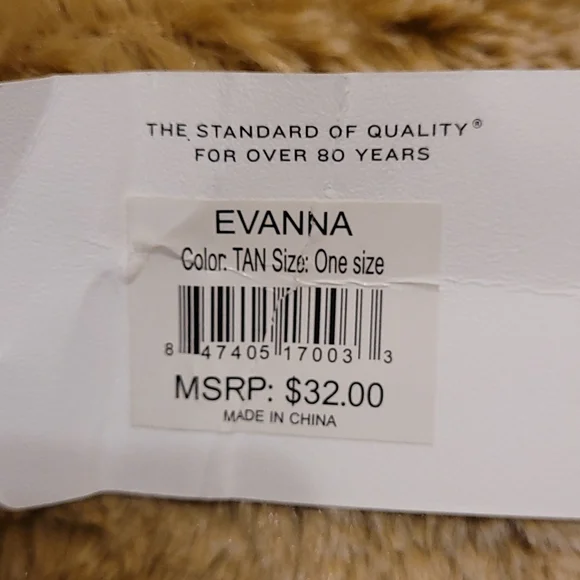 THE STANDARD OF QUALITY®
FOR OVER 80 YEARS
EVANNA
Color: TAN Size: One size
8 47405 17003 3
MSRP: $32.00
MADE IN CHINA